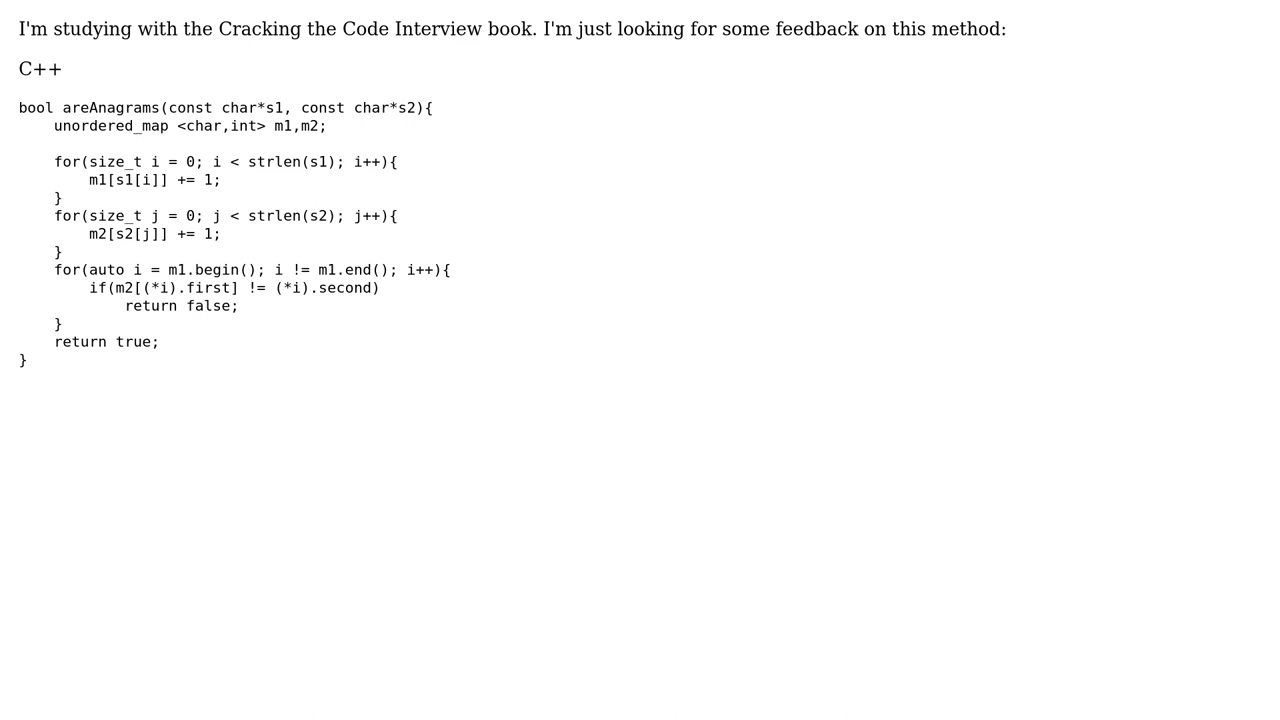 I'm studying with the Cracking the Code Interview book. I'm just looking for some feedback on this method:
C++
bool areAnagrams(const char*s1, const char*s2){
    unordered_map <char,int> m1,m2;

    for(size_t i = 0; i < strlen(s1); i++){
        m1[s1[i]] += 1;
    }
    for(size_t j = 0; j < strlen(s2); j++){
        m2[s2[j]] += 1;
    }
    for(auto i = m1.begin(); i != m1.end(); i++){
        if(m2[(*i).first] != (*i).second)
            return false;
    }
    return true;
}